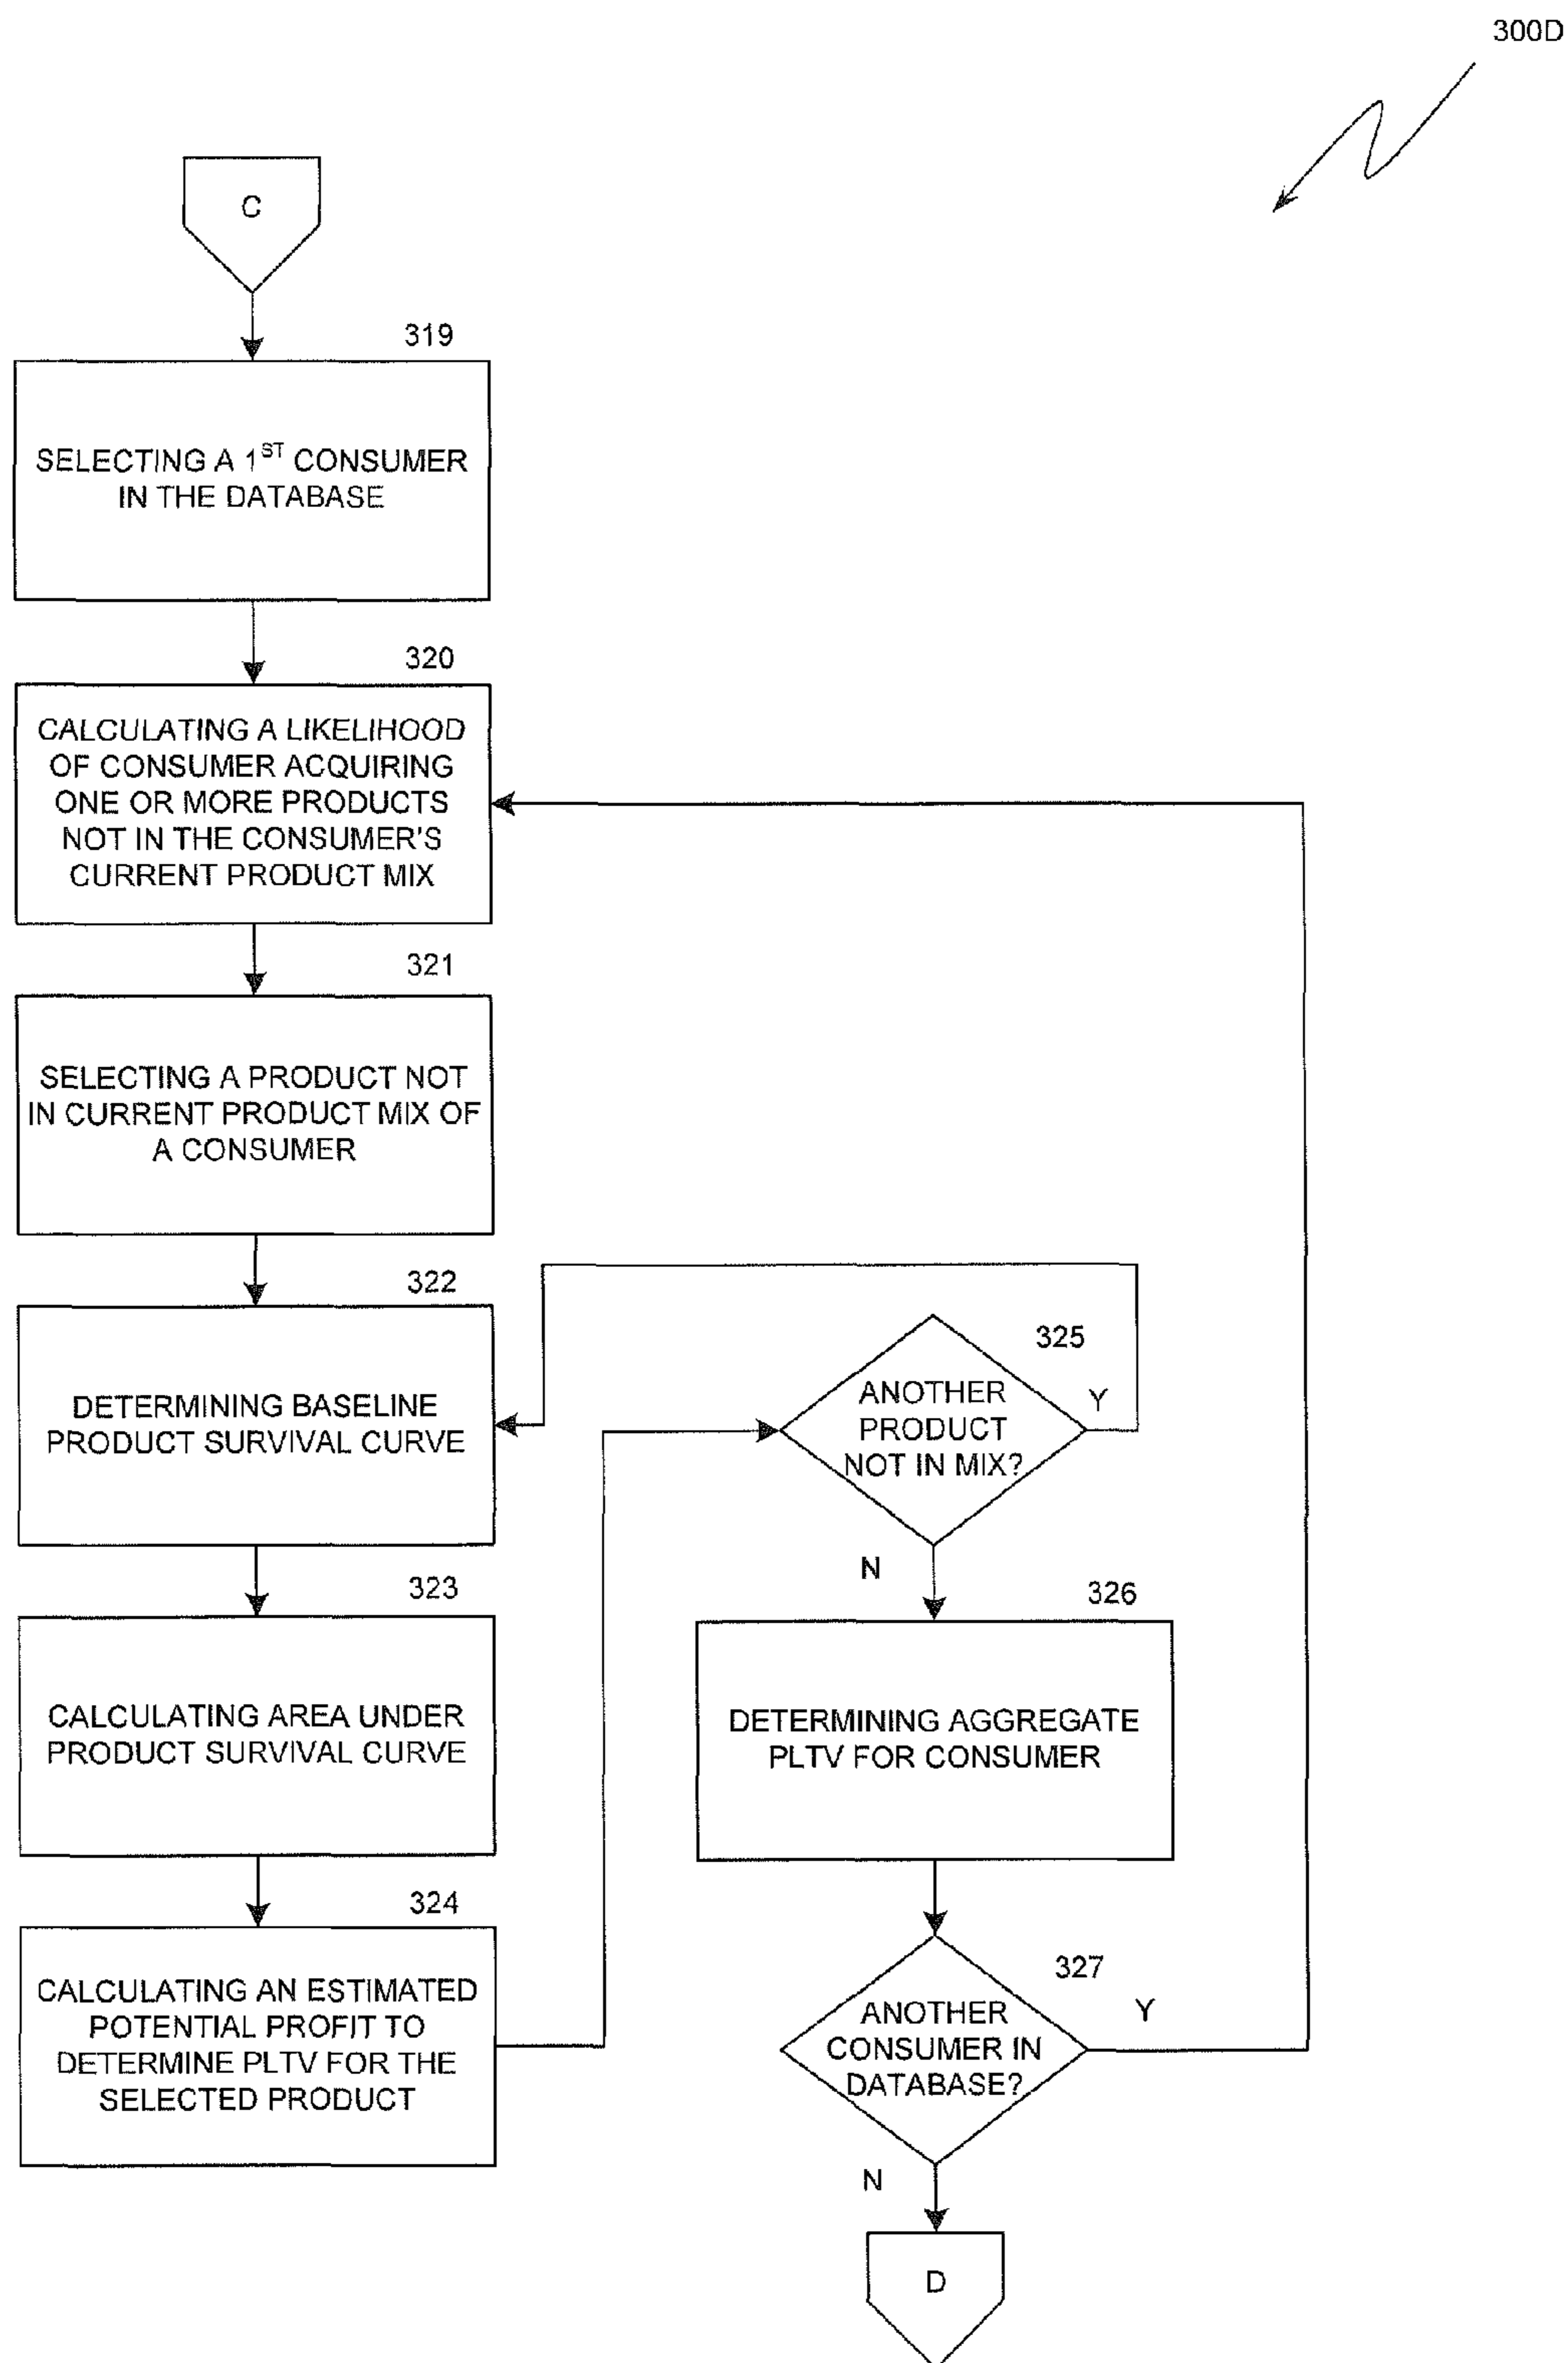 300D
C
319
SELECTING A 1ST CONSUMER
IN THE DATABASE
320
CALCULATING A LIKELIHOOD
OF CONSUMER ACQUIRING
ONE OR MORE PRODUCTS
NOT IN THE CONSUMER'S
CURRENT PRODUCT MIX
321
SELECTING A PRODUCT NOT
IN CURRENT PRODUCT MIX OF
A CONSUMER
322
DETERMINING BASELINE
PRODUCT SURVIVAL CURVE
323
CALCULATING AREA UNDER
PRODUCT SURVIVAL CURVE
324
CALCULATING AN ESTIMATED
POTENTIAL PROFIT TO
DETERMINE PLTV FOR THE
SELECTED PRODUCT
325
ANOTHER
PRODUCT
NOT IN MIX?
Y
N
326
DETERMINING AGGREGATE
PLTV FOR CONSUMER
327
ANOTHER
CONSUMER IN
DATABASE?
Y
N
D